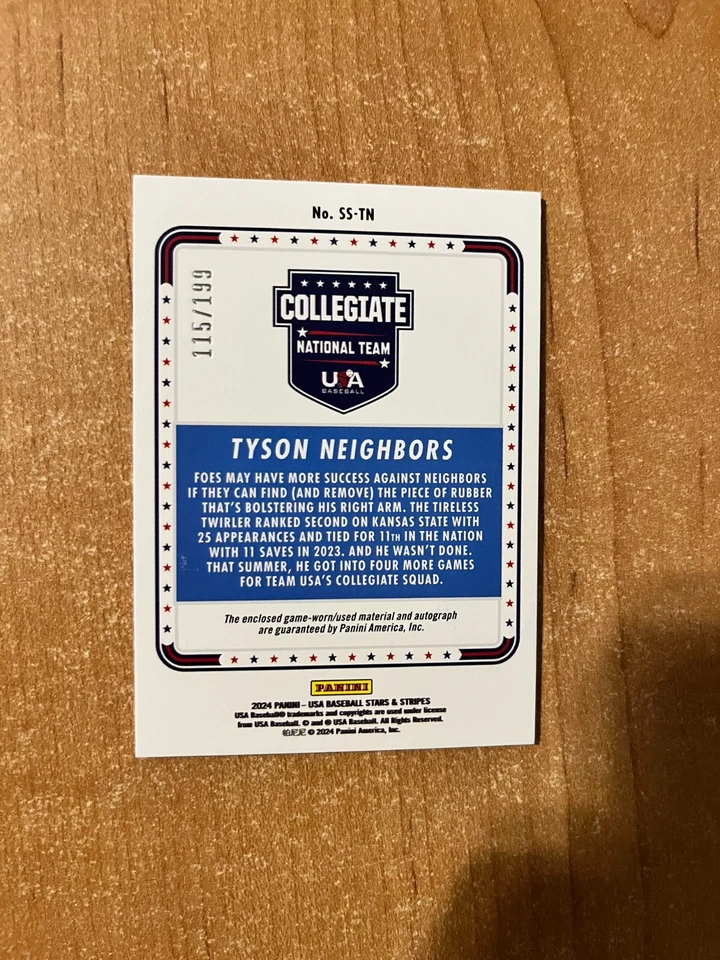 No. SS-TN
115/199
COLLEGIATE
NATIONAL TEAM
USA
BASEBALL
TYSON NEIGHBORS
FOES MAY HAVE MORE SUCCESS AGAINST NEIGHBORS
IF THEY CAN FIND (AND REMOVE) THE PIECE OF RUBBER
THAT'S BOLSTERING HIS RIGHT ARM. THE TIRELESS
TWIRLER RANKED SECOND ON KANSAS STATE WITH
25 APPEARANCES AND TIED FOR 11TH IN THE NATION
WITH 11 SAVES IN 2023. AND HE WASN'T DONE.
THAT SUMMER, HE GOT INTO FOUR MORE GAMES
FOR TEAM USA'S COLLEGIATE SQUAD.
The enclosed game-worn/used material and autograph
are guaranteed by Panini America, Inc.
PANINI
2024 PANINI – USA BASEBALL STARS & STRIPES
USA Baseball® trademarks and copyrights are used under license
from USA Baseball. © and ® USA Baseball. All Rights Reserved.
帕尼尼 © 2024 Panini America, Inc.